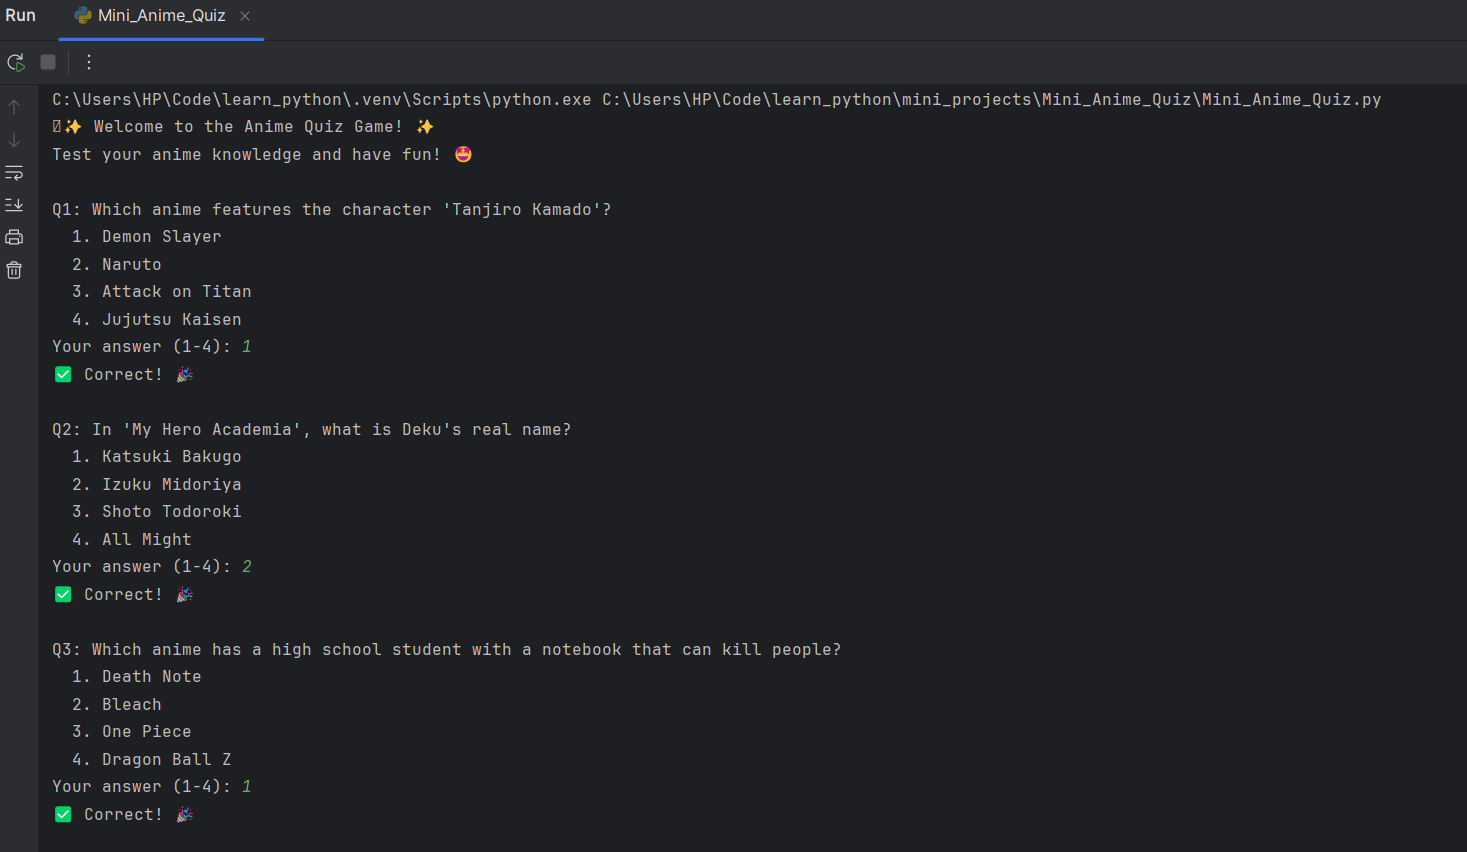 Run Mini_Anime_Quiz
C:\Users\HP\Code\learn_python\.venv\Scripts\python.exe C:\Users\HP\Code\learn_python\mini_projects\Mini_Anime_Quiz\Mini_Anime_Quiz.py
✨ Welcome to the Anime Quiz Game! ✨
Test your anime knowledge and have fun! 🤩
Q1: Which anime features the character 'Tanjiro Kamado'?
1. Demon Slayer
2. Naruto
3. Attack on Titan
4. Jujutsu Kaisen
Your answer (1-4): 1
✅ Correct! 🎉
Q2: In 'My Hero Academia', what is Deku's real name?
1. Katsuki Bakugo
2. Izuku Midoriya
3. Shoto Todoroki
4. All Might
Your answer (1-4): 2
✅ Correct! 🎉
Q3: Which anime has a high school student with a notebook that can kill people?
1. Death Note
2. Bleach
3. One Piece
4. Dragon Ball Z
Your answer (1-4): 1
✅ Correct! 🎉